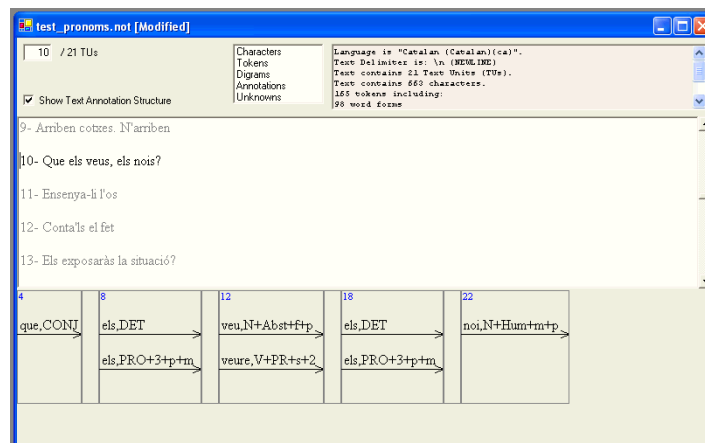 test_pronoms.not [Modified]
10 / 21 TUs
Show Text Annotation Structure
Characters
Tokens
Digrams
Annotations
Unknowns
Language is "Catalan (Catalan)(ca)".
Text Delimiter is: \n (NEWLINE)
Text contains 21 Text Units (TUs).
Text contains 663 characters.
165 tokens including:
98 word forms
9- Arriben cotxes. N'arriben
10- Que els veus, els nois?
11- Ensenya-li l'os
12- Conta'ls el fet
13- Els exposaràs la situació?
4 8 12 18 22
que,CONJ els,DET veu,N+Abst+f+p els,DET noi,N+Hum+m+p
els,PRO+3+p+m veure,V+PR+s+2 els,PRO+3+p+m